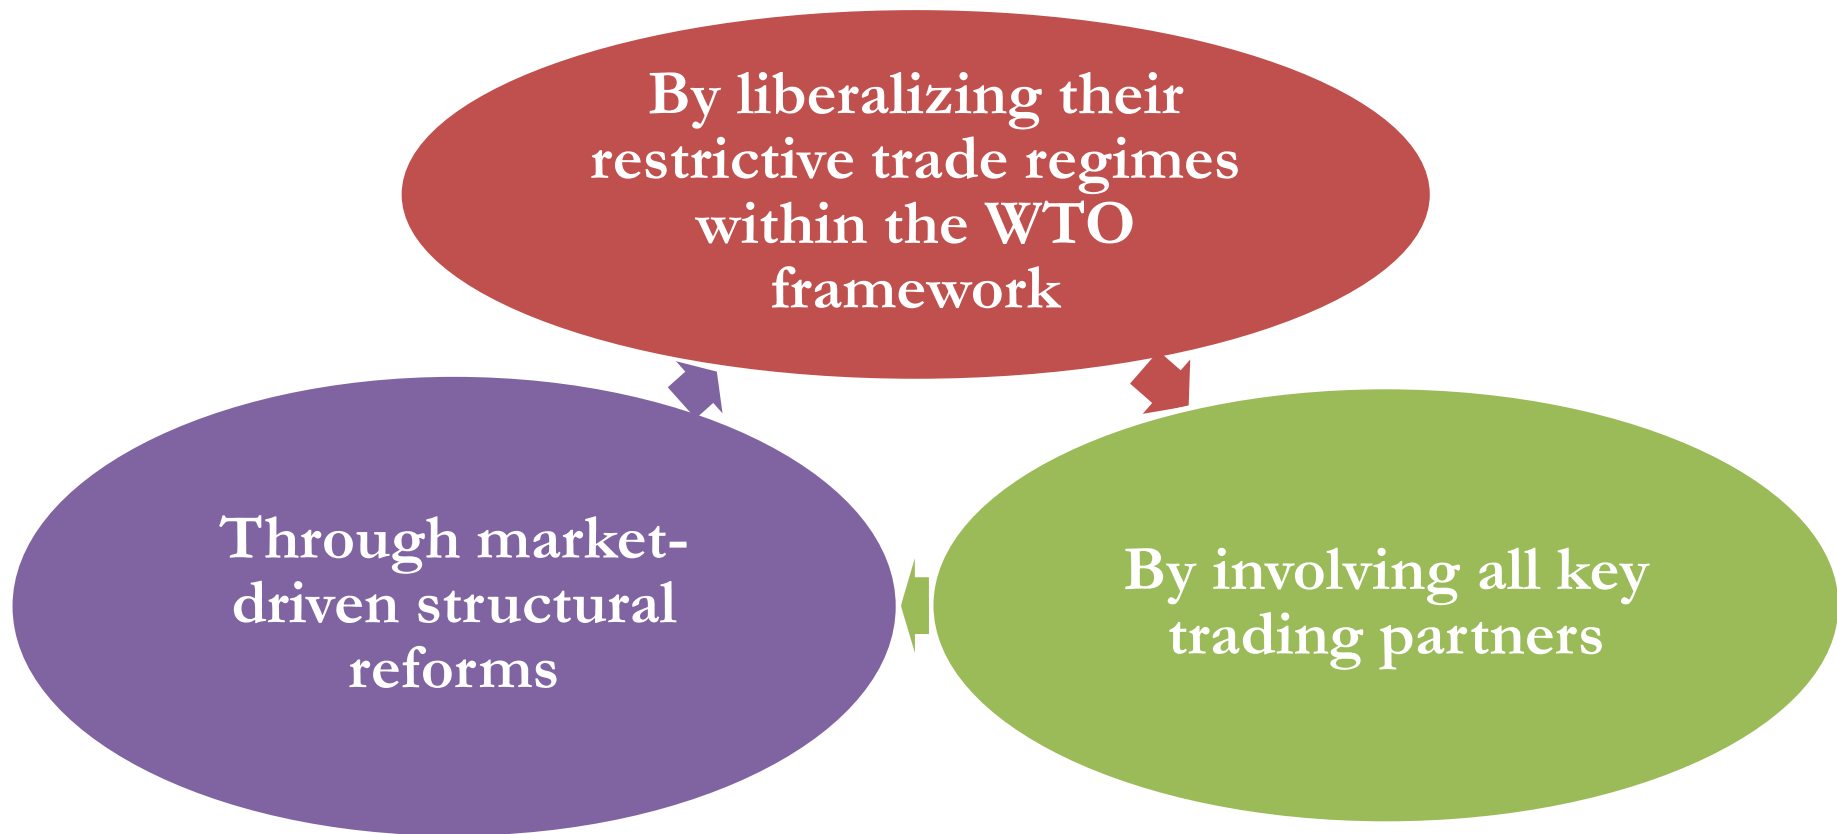 By liberalizing their
restrictive trade regimes
within the WTO
framework
By involving all key
trading partners
Through market-
driven structural
reforms